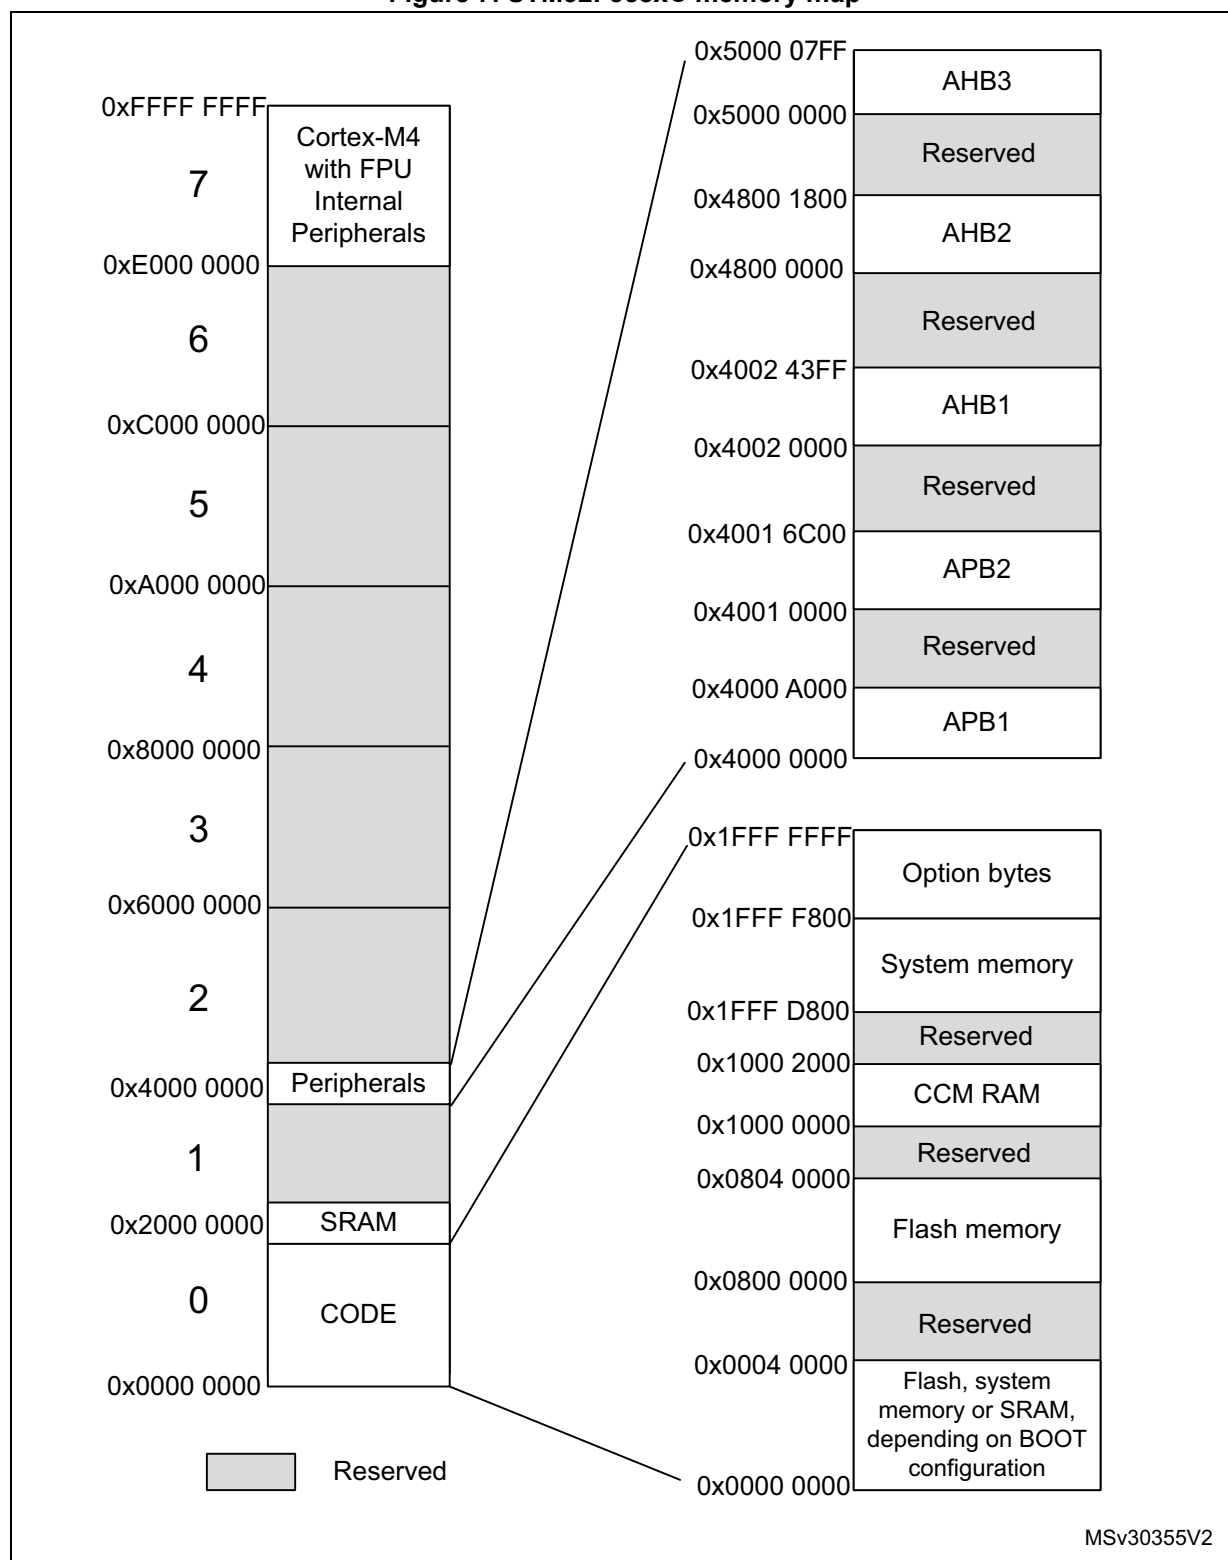 0xFFFF FFFF
Cortex-M4
with FPU
Internal
Peripherals
7
0xE000 0000
6
0xC000 0000
5
0xA000 0000
4
0x8000 0000
3
0x6000 0000
2
0x4000 0000
Peripherals
1
0x2000 0000
SRAM
0
CODE
0x0000 0000
Reserved
0x5000 07FF
AHB3
0x5000 0000
Reserved
0x4800 1800
AHB2
0x4800 0000
Reserved
0x4002 43FF
AHB1
0x4002 0000
Reserved
0x4001 6C00
APB2
0x4001 0000
Reserved
0x4000 A000
APB1
0x4000 0000
0x1FFF FFFF
Option bytes
0x1FFF F800
System memory
0x1FFF D800
Reserved
0x1000 2000
CCM RAM
0x1000 0000
Reserved
0x0804 0000
Flash memory
0x0800 0000
Reserved
0x0004 0000
Flash, system
memory or SRAM,
depending on BOOT
configuration
0x0000 0000
MSv30355V2